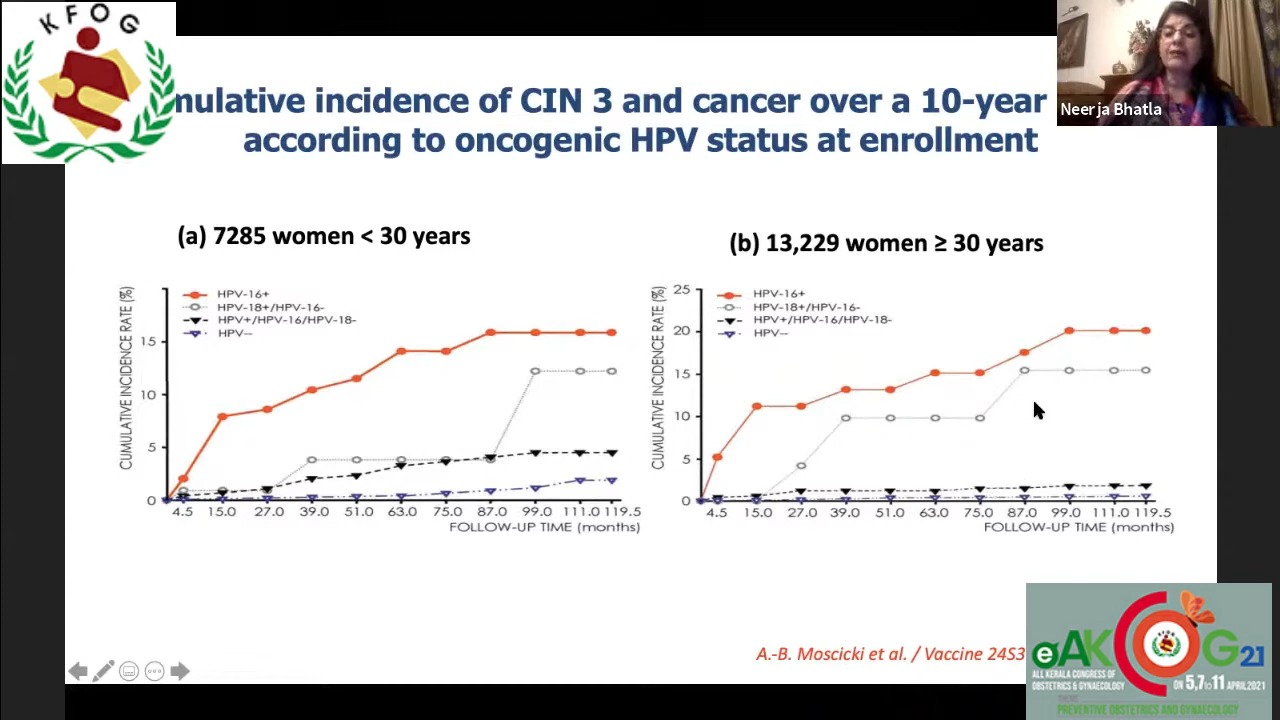 KFOG
Neerja Bhatla
mulative incidence of CIN 3 and cancer over a 10-year
according to oncogenic HPV status at enrollment
(a) 7285 women < 30 years
(b) 13,229 women ≥ 30 years
CUMULATIVE INCIDENCE RATE (%)
HPV-16+
HPV-18+/HPV-16-
HPV+/HPV-16/HPV-18-
HPV--
15
10
5
0
4.5 15.0 27.0 39.0 51.0 63.0 75.0 87.0 99.0 111.0 119.5
FOLLOW-UP TIME (months)
CUMULATIVE INCIDENCE RATE (%)
HPV-16+
HPV-18+/HPV-16-
HPV+/HPV-16/HPV-18-
HPV--
25
20
15
10
5
0
4.5 15.0 27.0 39.0 51.0 63.0 75.0 87.0 99.0 111.0 119.5
FOLLOW-UP TIME (months)
A.-B. Moscicki et al. / Vaccine 24S3
eAKCOG21
ALL KERALA CONGRESS OF
OBSTETRICS & GYNAECOLOGY
ON 5,7 to 11 APRIL2021
PREVENTIVE OBSTETRICS AND GYNAECOLOGY